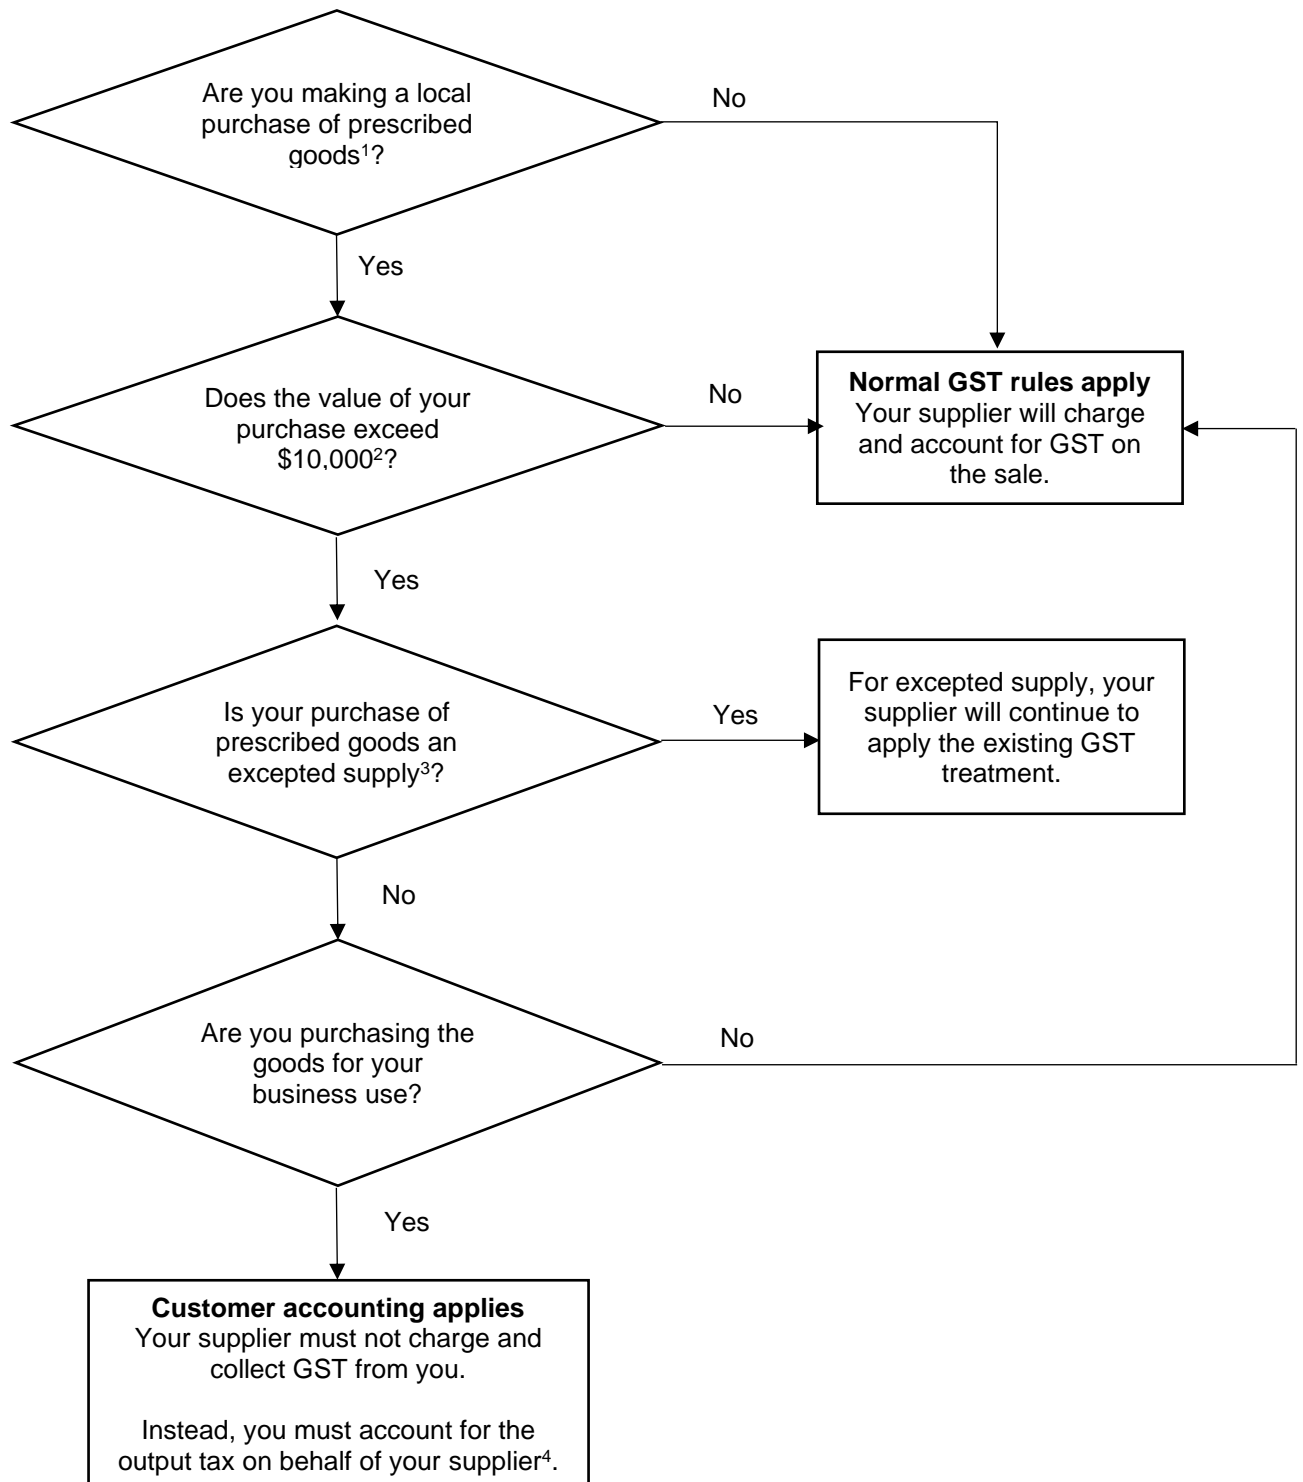 Are you making a local
purchase of prescribed
goods¹?
No
Yes
Does the value of your
purchase exceed
$10,000²?
No
Normal GST rules apply
Your supplier will charge
and account for GST on
the sale.
Yes
Is your purchase of
prescribed goods an
excepted supply³?
Yes
For excepted supply, your
supplier will continue to
apply the existing GST
treatment.
No
Are you purchasing the
goods for your
business use?
No
Yes
Customer accounting applies
Your supplier must not charge and
collect GST from you.
Instead, you must account for the
output tax on behalf of your supplier⁴.